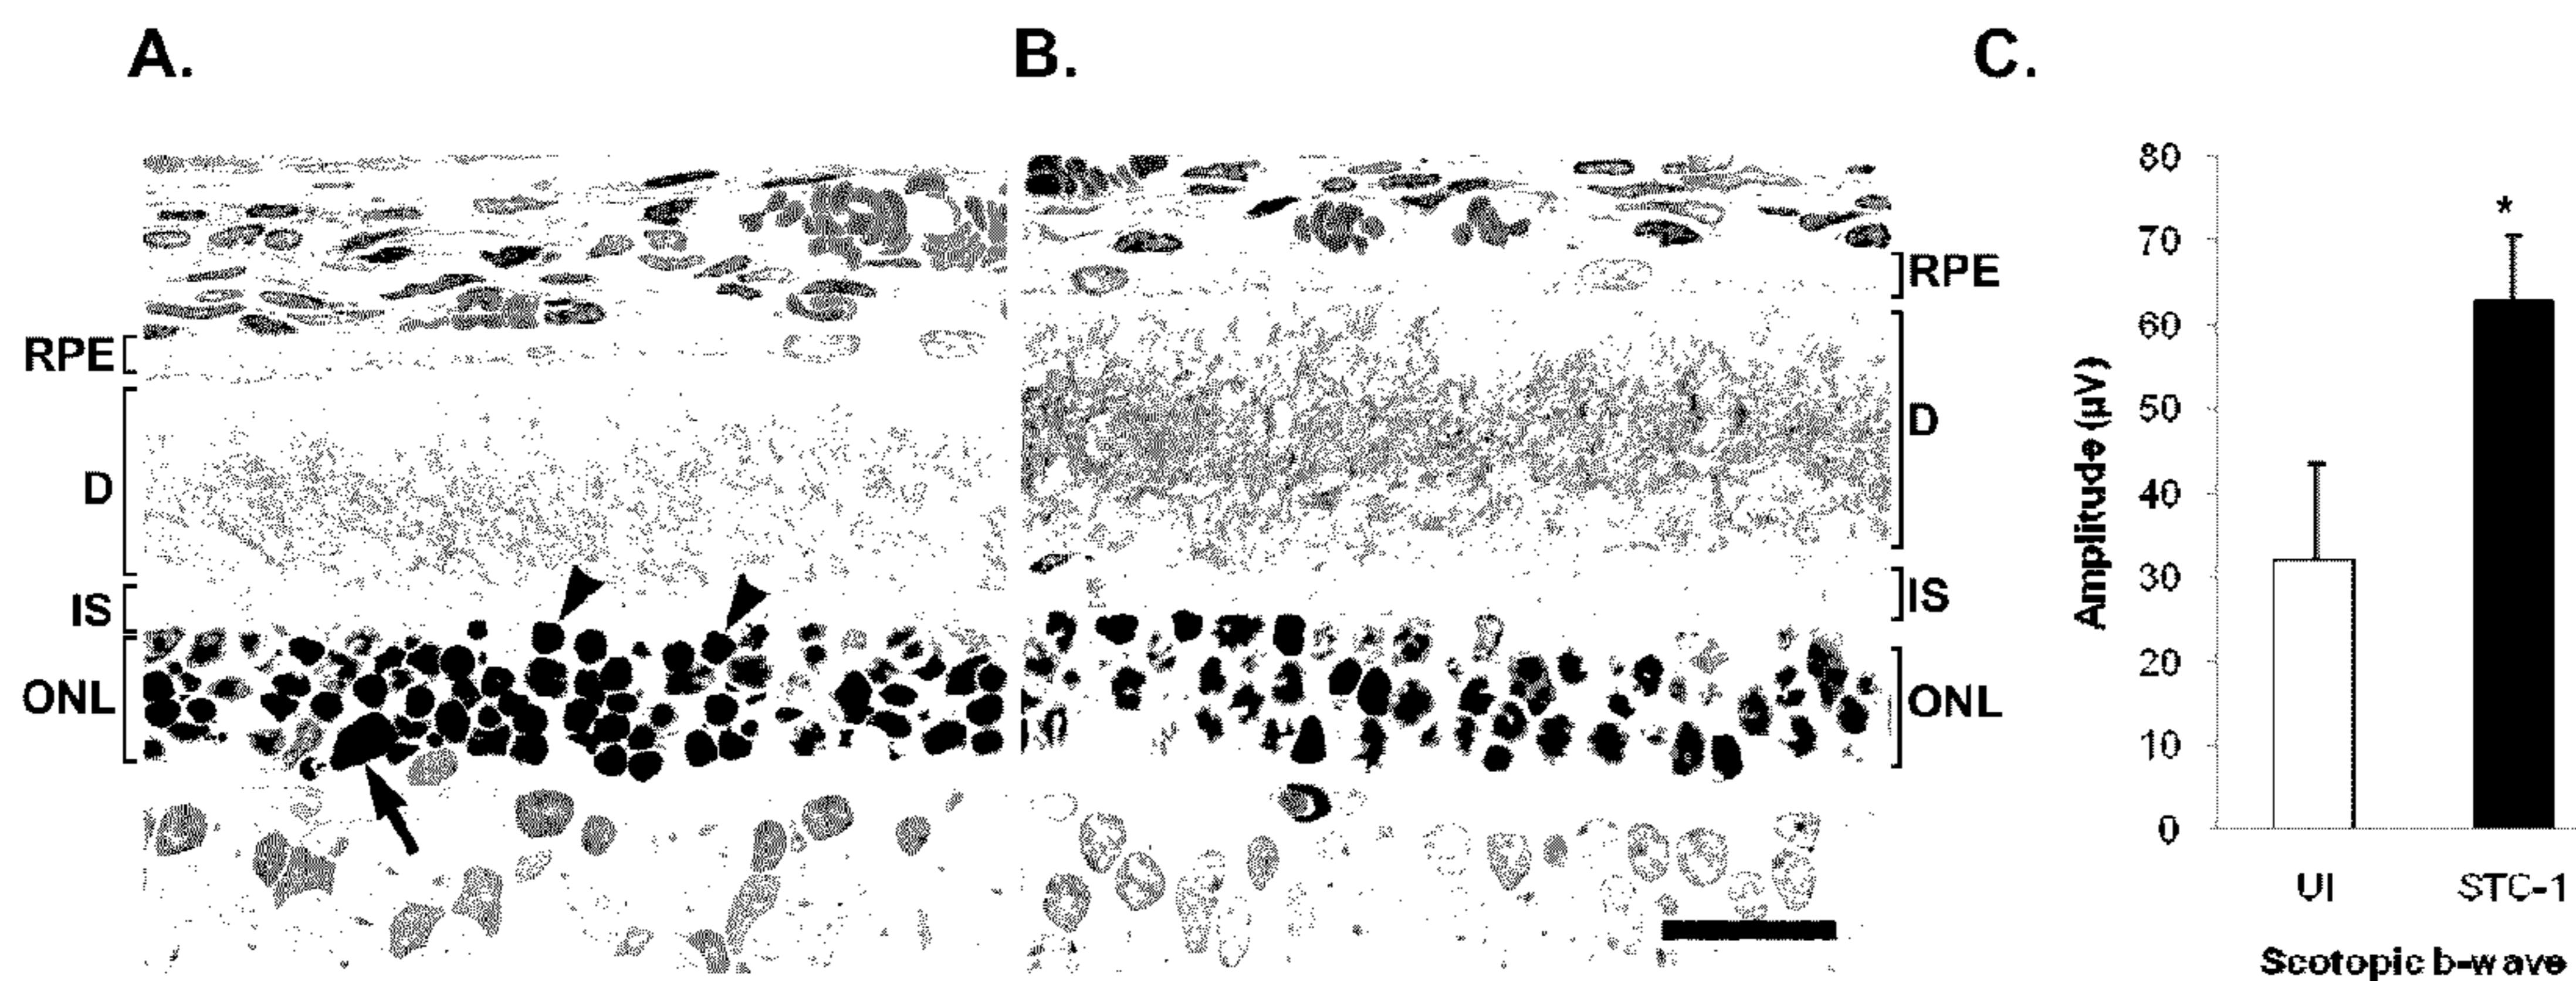 A.
B.
C.
RPE
D
IS
ONL
RPE
D
IS
ONL
Amplitude (µV)
80
70
60
50
40
30
20
10
0
*
UI
STC-1
Scotopic b-wave